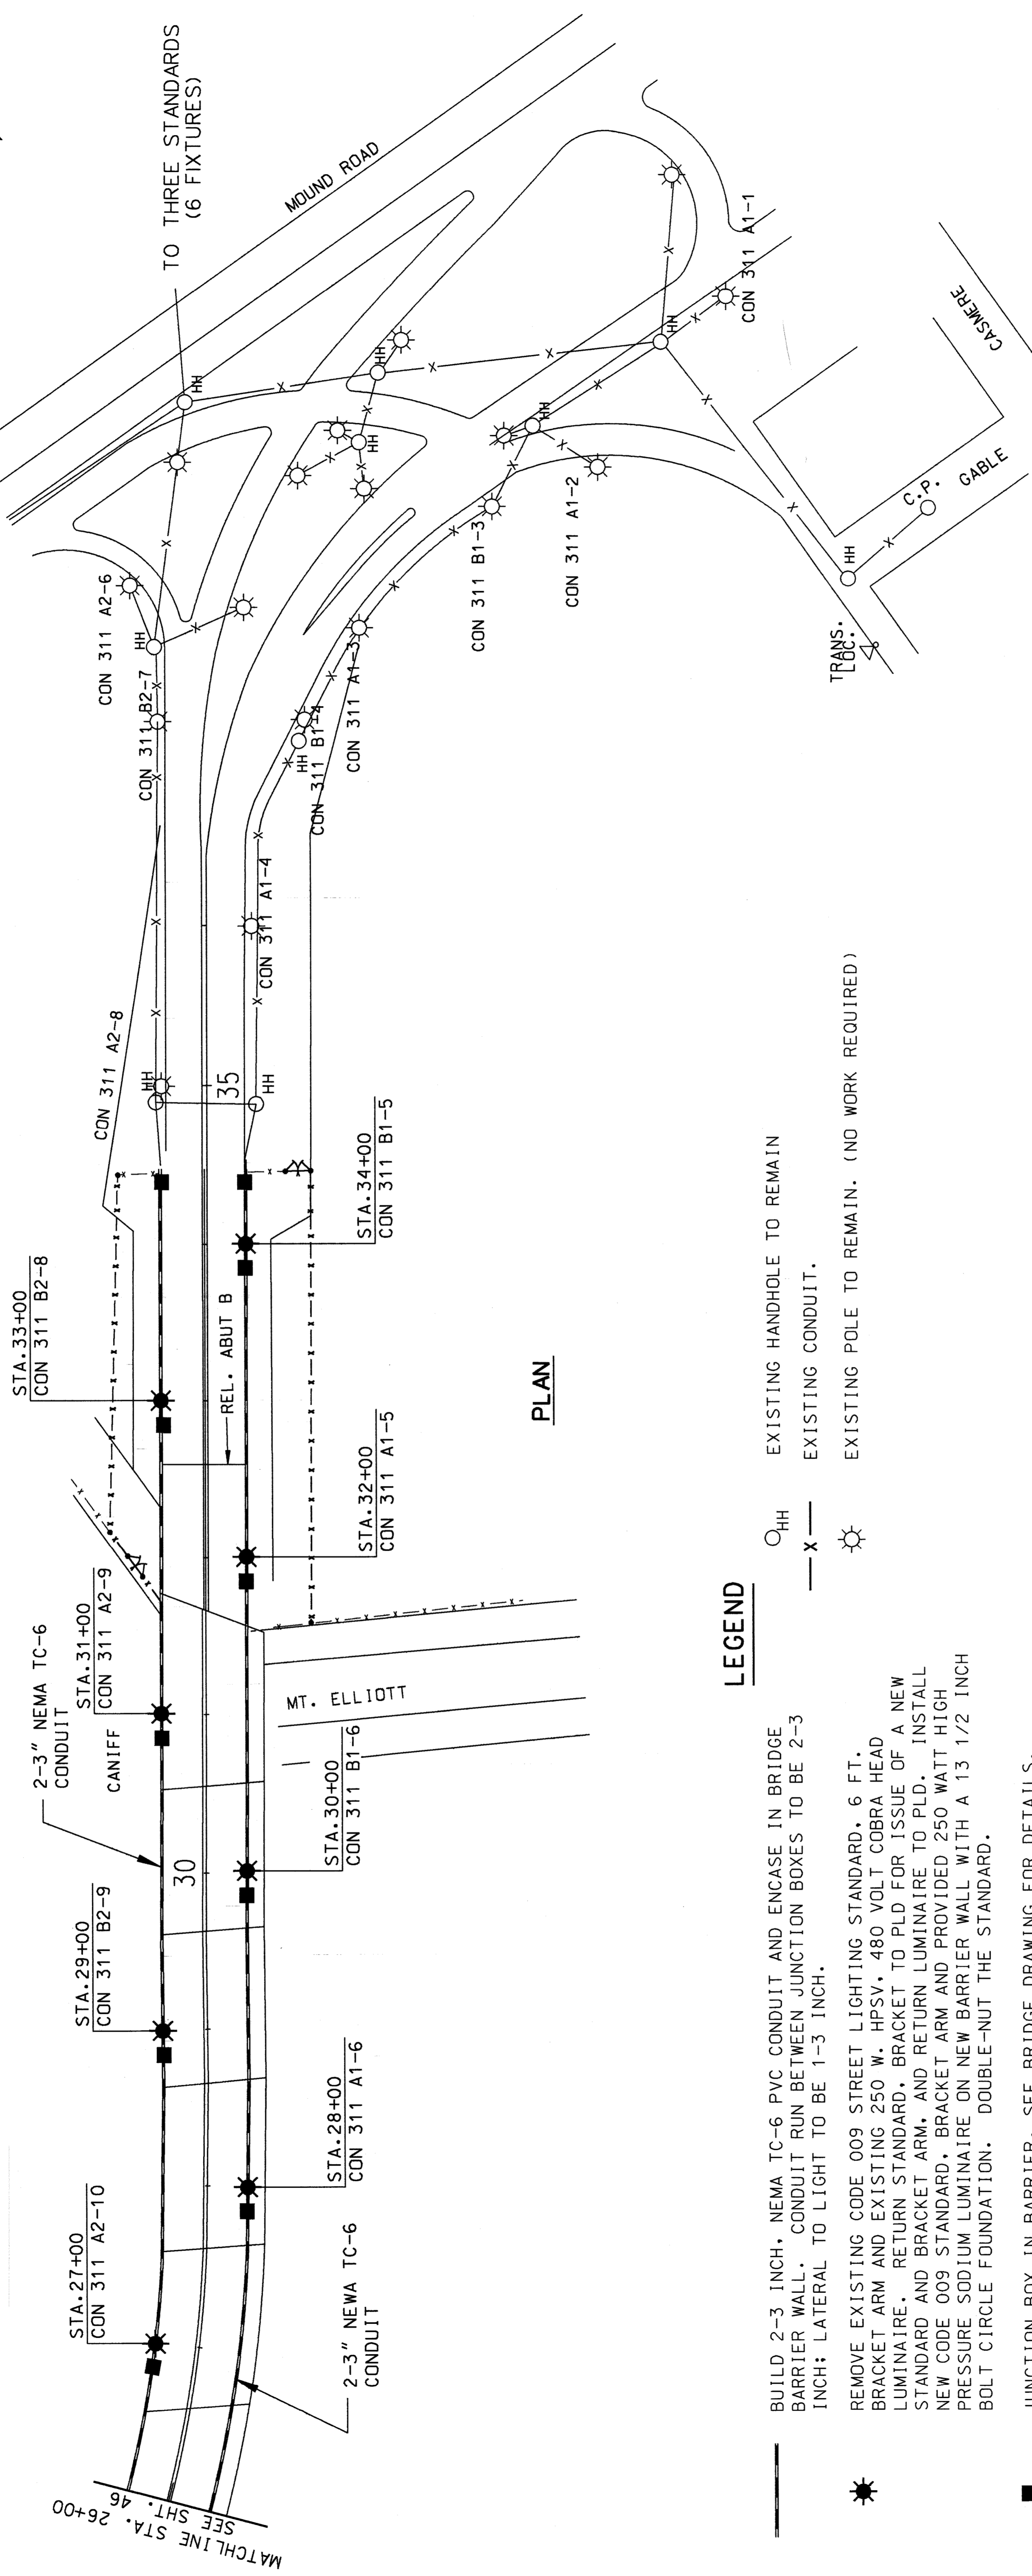 TO THREE STANDARDS
(6 FIXTURES)
MOUND ROAD
HH
HH
HH
HH
HH
CON 311 A1-1
CASMERE
GABLE
C.P.
HH
TRANS.
LOC.
CON 311 A1-2
CON 311 B1-3
CON 311 A2-6
HH
CON 311 B2-7
CON 311 A1-3
HH
CON 311 B1-4
CON 311 A1-4
CON 311 A2-8
HH
HH
35
STA.34+00
CON 311 B1-5
STA.33+00
CON 311 B2-8
REL. ABUT B
STA.32+00
CON 311 A1-5
STA.31+00
CON 311 A2-9
2-3" NEMA TC-6
CONDUIT
CANIFF
MT. ELLIOTT
STA.30+00
CON 311 B1-6
30
STA.29+00
CON 311 B2-9
STA.28+00
CON 311 A1-6
STA.27+00
CON 311 A2-10
2-3" NEWA TC-6
CONDUIT
MATCHLINE STA. 26+00
SEE SHT. 46
PLAN
LEGEND
BUILD 2-3 INCH, NEMA TC-6 PVC CONDUIT AND ENCASE IN BRIDGE
BARRIER WALL. CONDUIT RUN BETWEEN JUNCTION BOXES TO BE 2-3
INCH; LATERAL TO LIGHT TO BE 1-3 INCH.
REMOVE EXISTING CODE 009 STREET LIGHTING STANDARD, 6 FT.
BRACKET ARM AND EXISTING 250 W. HPSV, 480 VOLT COBRA HEAD
LUMINAIRE. RETURN STANDARD, BRACKET TO PLD FOR ISSUE OF A NEW
STANDARD AND BRACKET ARM, AND RETURN LUMINAIRE TO PLD. INSTALL
NEW CODE 009 STANDARD, BRACKET ARM AND PROVIDED 250 WATT HIGH
PRESSURE SODIUM LUMINAIRE ON NEW BARRIER WALL WITH A 13 1/2 INCH
BOLT CIRCLE FOUNDATION. DOUBLE-NUT THE STANDARD.
JUNCTION BOX IN BARRIER. SEE BRIDGE DRAWING FOR DETAILS.
HH
EXISTING HANDHOLE TO REMAIN
X
EXISTING CONDUIT.
EXISTING POLE TO REMAIN. (NO WORK REQUIRED)